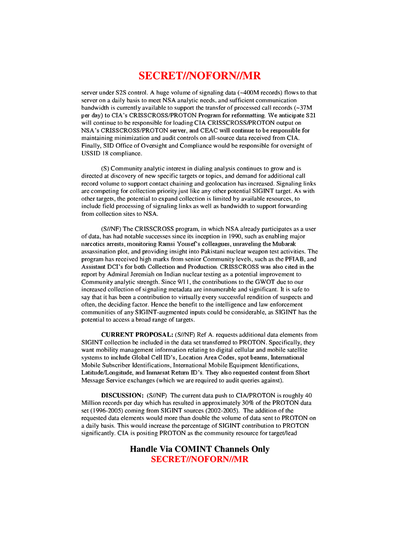 SECRET//NOFORN//MR
server under S2S control. A huge volume of signaling data (~400M records) flows to that
server on a daily basis to meet NSA analytic needs, and sufficient communication
bandwidth is currently available to support the transfer of processed call records (~37M
per day) to CIA's CRISSCROSS/PROTON Program for reformatting. We anticipate S21
will continue to be responsible for loading CIA CRISSCROSS/PROTON output on
NSA's CRISSCROSS/PROTON server, and CEAC will continue to be responsible for
maintaining minimization and audit controls on all-source data received from CIA.
Finally, SID Office of Oversight and Compliance would be responsible for oversight of
USSID 18 compliance.
(S) Community analytic interest in dialing analysis continues to grow and is
directed at discovery of new specific targets or topics, and demand for additional call
record volume to support contact chaining and geolocation has increased. Signaling links
are competing for collection priority just like any other potential SIGINT target. As with
other targets, the potential to expand collection is limited by available resources, to
include field processing of signaling links as well as bandwidth to support forwarding
from collection sites to NSA.
(S//NF) The CRISSCROSS program, in which NSA already participates as a user
of data, has had notable successes since its inception in 1990, such as enabling major
narcotics arrests, monitoring Ramsi Yousef's colleagues, unraveling the Mubarak
assassination plot, and providing insight into Pakistani nuclear weapon test activities. The
program has received high marks from senior Community levels, such as the PFIAB, and
Assistant DCI's for both Collection and Production. CRISSCROSS was also cited in the
report by Admiral Jeremiah on Indian nuclear testing as a potential improvement to
Community analytic strength. Since 9/11, the contributions to the GWOT due to our
increased collection of signaling metadata are innumerable and significant. It is safe to
say that it has been a contribution to virtually every successful rendition of suspects and
often, the deciding factor. Hence the benefit to the intelligence and law enforcement
communities of any SIGINT-augmented inputs could be considerable, as SIGINT has the
potential to access a broad range of targets.
CURRENT PROPOSAL: (S//NF) Ref A. requests additional data elements from
SIGINT collection be included in the data set transferred to PROTON. Specifically, they
want mobility management information relating to digital cellular and mobile satellite
systems to include Global Cell ID's, Location Area Codes, spot beams, International
Mobile Subscriber Identifications, International Mobile Equipment Identifications,
Latitude/Longitude, and Inmarsat Return ID's. They also requested content from Short
Message Service exchanges (which we are required to audit queries against).
DISCUSSION: (S//NF) The current data push to CIA/PROTON is roughly 40
Million records per day which has resulted in approximately 30% of the PROTON data
set (1996-2005) coming from SIGINT sources (2002-2005). The addition of the
requested data elements would more than double the volume of data sent to PROTON on
a daily basis. This would increase the percentage of SIGINT contribution to PROTON
significantly. CIA is positing PROTON as the community resource for target/lead
Handle Via COMINT Channels Only
SECRET//NOFORN//MR